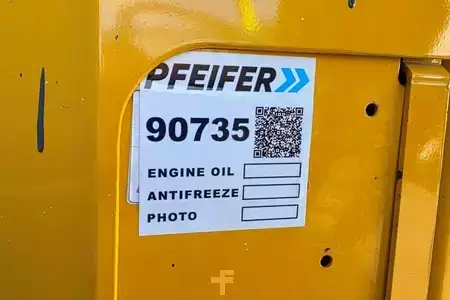 PFEIFER
90735
ENGINE OIL
ANTIFREEZE
PHOTO